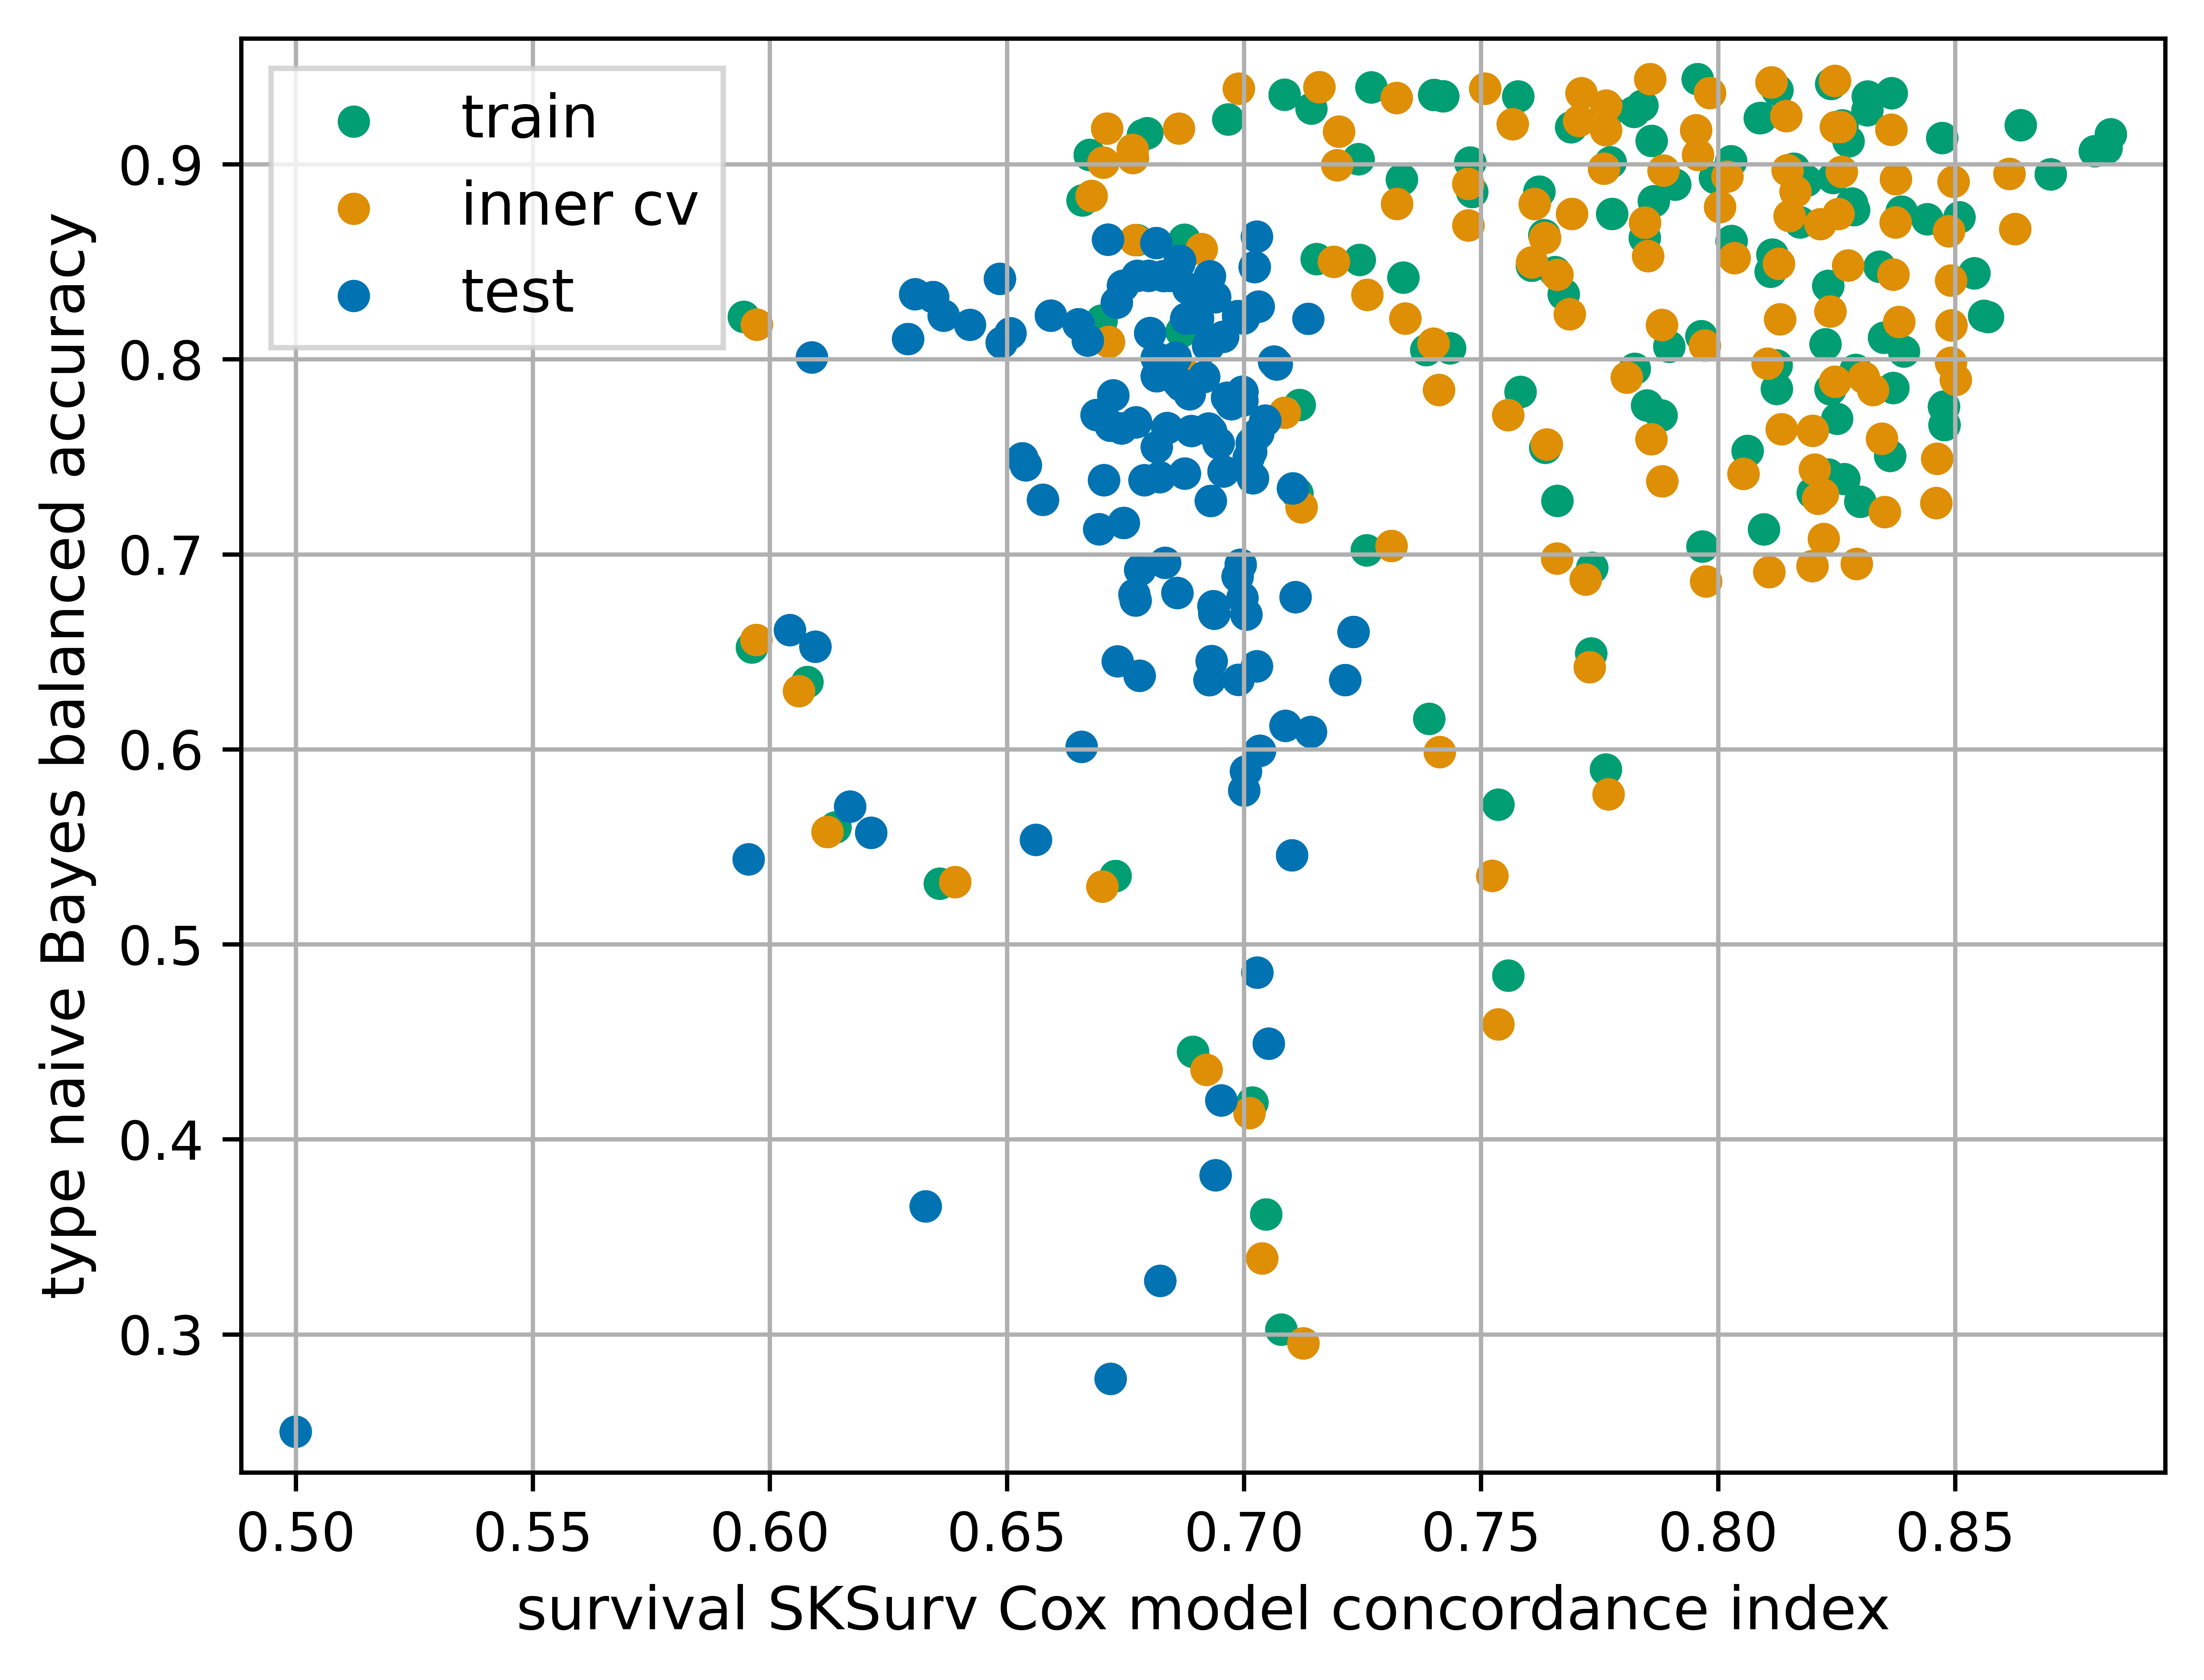 train
inner cv
test
type naive Bayes balanced accuracy
0.9
0.8
0.7
0.6
0.5
0.4
0.3
0.50 0.55 0.60 0.65 0.70 0.75 0.80 0.85
survival SKSurv Cox model concordance index